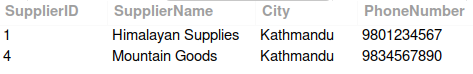 SupplierID SupplierName City PhoneNumber
1 Himalayan Supplies Kathmandu 9801234567
4 Mountain Goods Kathmandu 9834567890